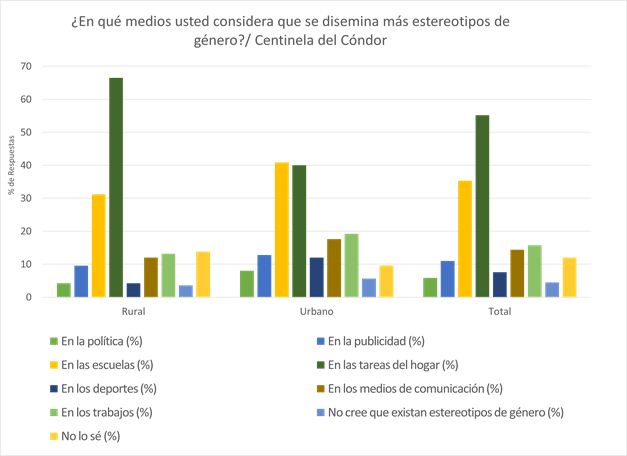 ¿En qué medios usted considera que se disemina más estereotipos de
género?/ Centinela del Cóndor
70
60
50
40
30
20
10
0
% de Respuestas
Rural
Urbano
Total
En la política (%)
En la publicidad (%)
En las escuelas (%)
En las tareas del hogar (%)
En los deportes (%)
En los medios de comunicación (%)
En los trabajos (%)
No cree que existan estereotipos de género (%)
No lo sé (%)